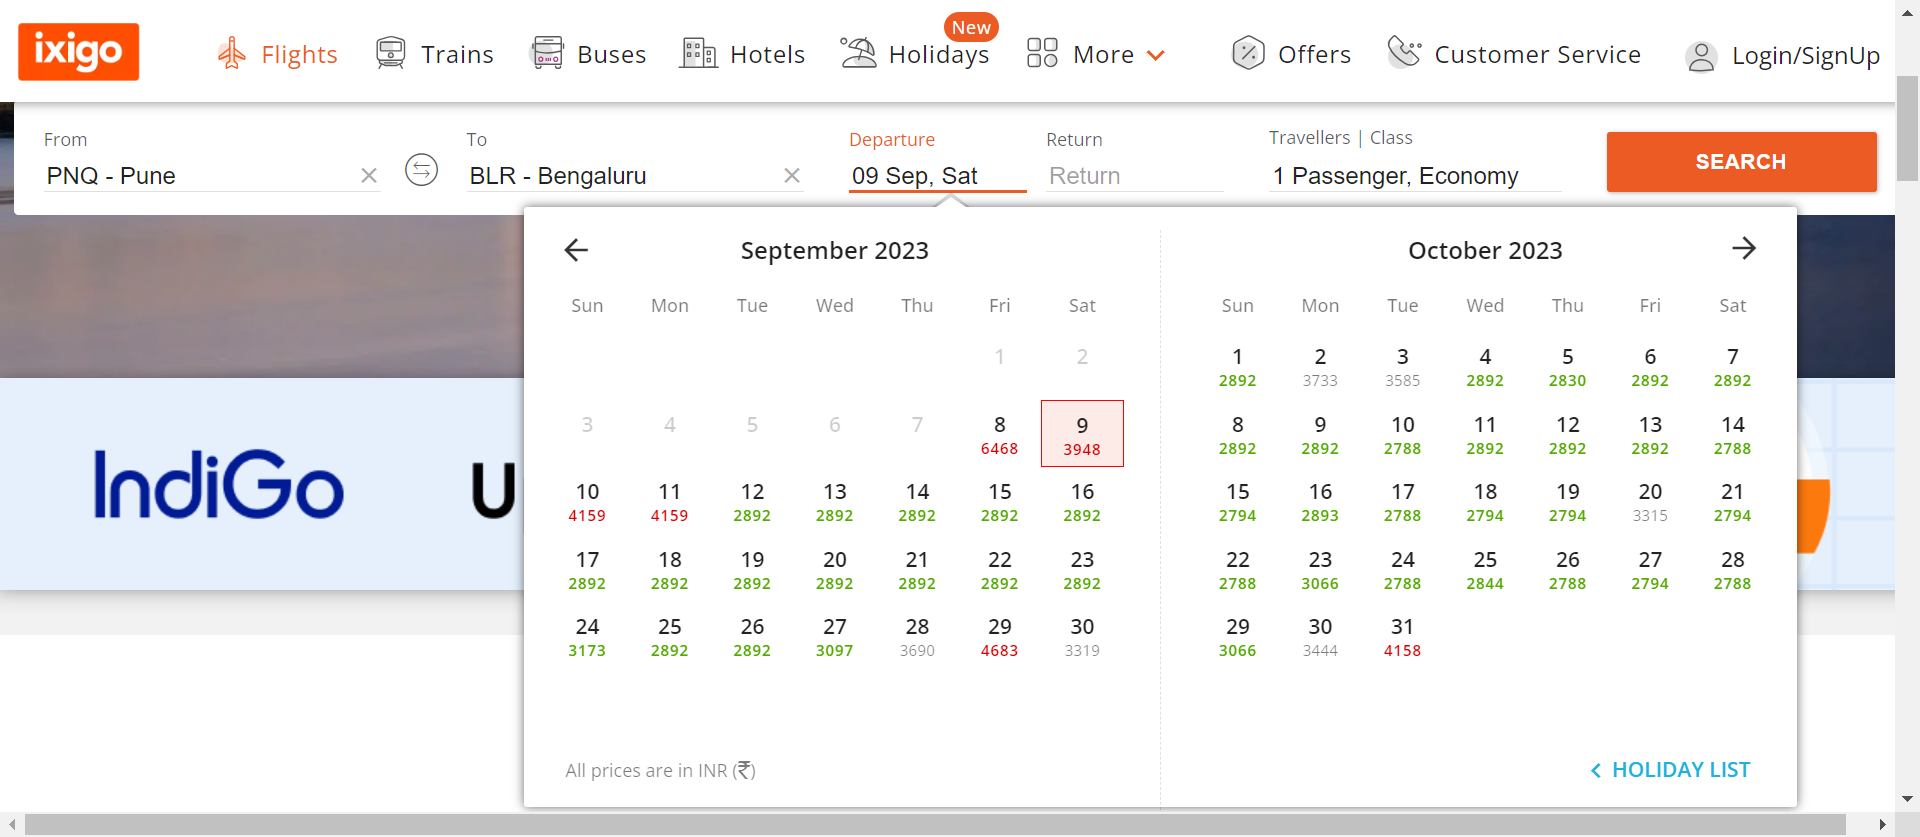 ixigo
Flights
Trains
Buses
Hotels
Holidays
New
More
Offers
Customer Service
Login/SignUp
From
PNQ - Pune
To
BLR - Bengaluru
Departure
09 Sep, Sat
Return
Return
Travellers | Class
1 Passenger, Economy
SEARCH
September 2023
Sun Mon Tue Wed Thu Fri Sat
1 2
3 4 5 6 7 8 9
6468 3948
10 11 12 13 14 15 16
4159 4159 2892 2892 2892 2892 2892
17 18 19 20 21 22 23
2892 2892 2892 2892 2892 2892 2892
24 25 26 27 28 29 30
3173 2892 2892 3097 3690 4683 3319
October 2023
Sun Mon Tue Wed Thu Fri Sat
1 2 3 4 5 6 7
2892 3733 3585 2892 2830 2892 2892
8 9 10 11 12 13 14
2892 2892 2788 2892 2892 2892 2788
15 16 17 18 19 20 21
2794 2893 2788 2794 2794 3315 2794
22 23 24 25 26 27 28
2788 3066 2788 2844 2788 2794 2788
29 30 31
3066 3444 4158
All prices are in INR (₹)
HOLIDAY LIST
IndiGo